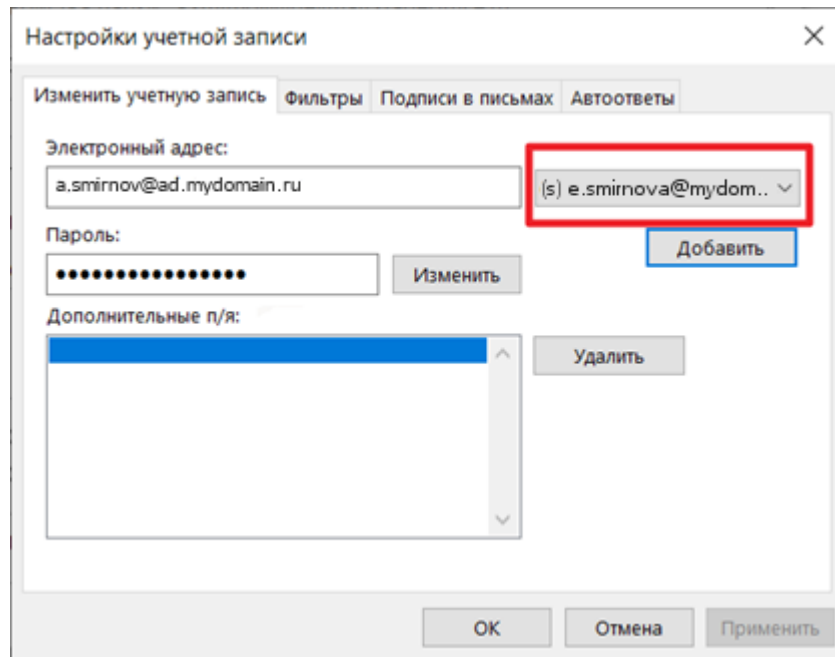 Настройки учетной записи
Изменить учетную запись Фильтры Подписи в письмах Автоответы
Электронный адрес:
a.smirnov@ad.mydomain.ru (s) e.smirnova@mydom..
Пароль: Добавить
•••••••••••••••• Изменить
Дополнительные п/я:
Удалить
ОК Отмена Применить